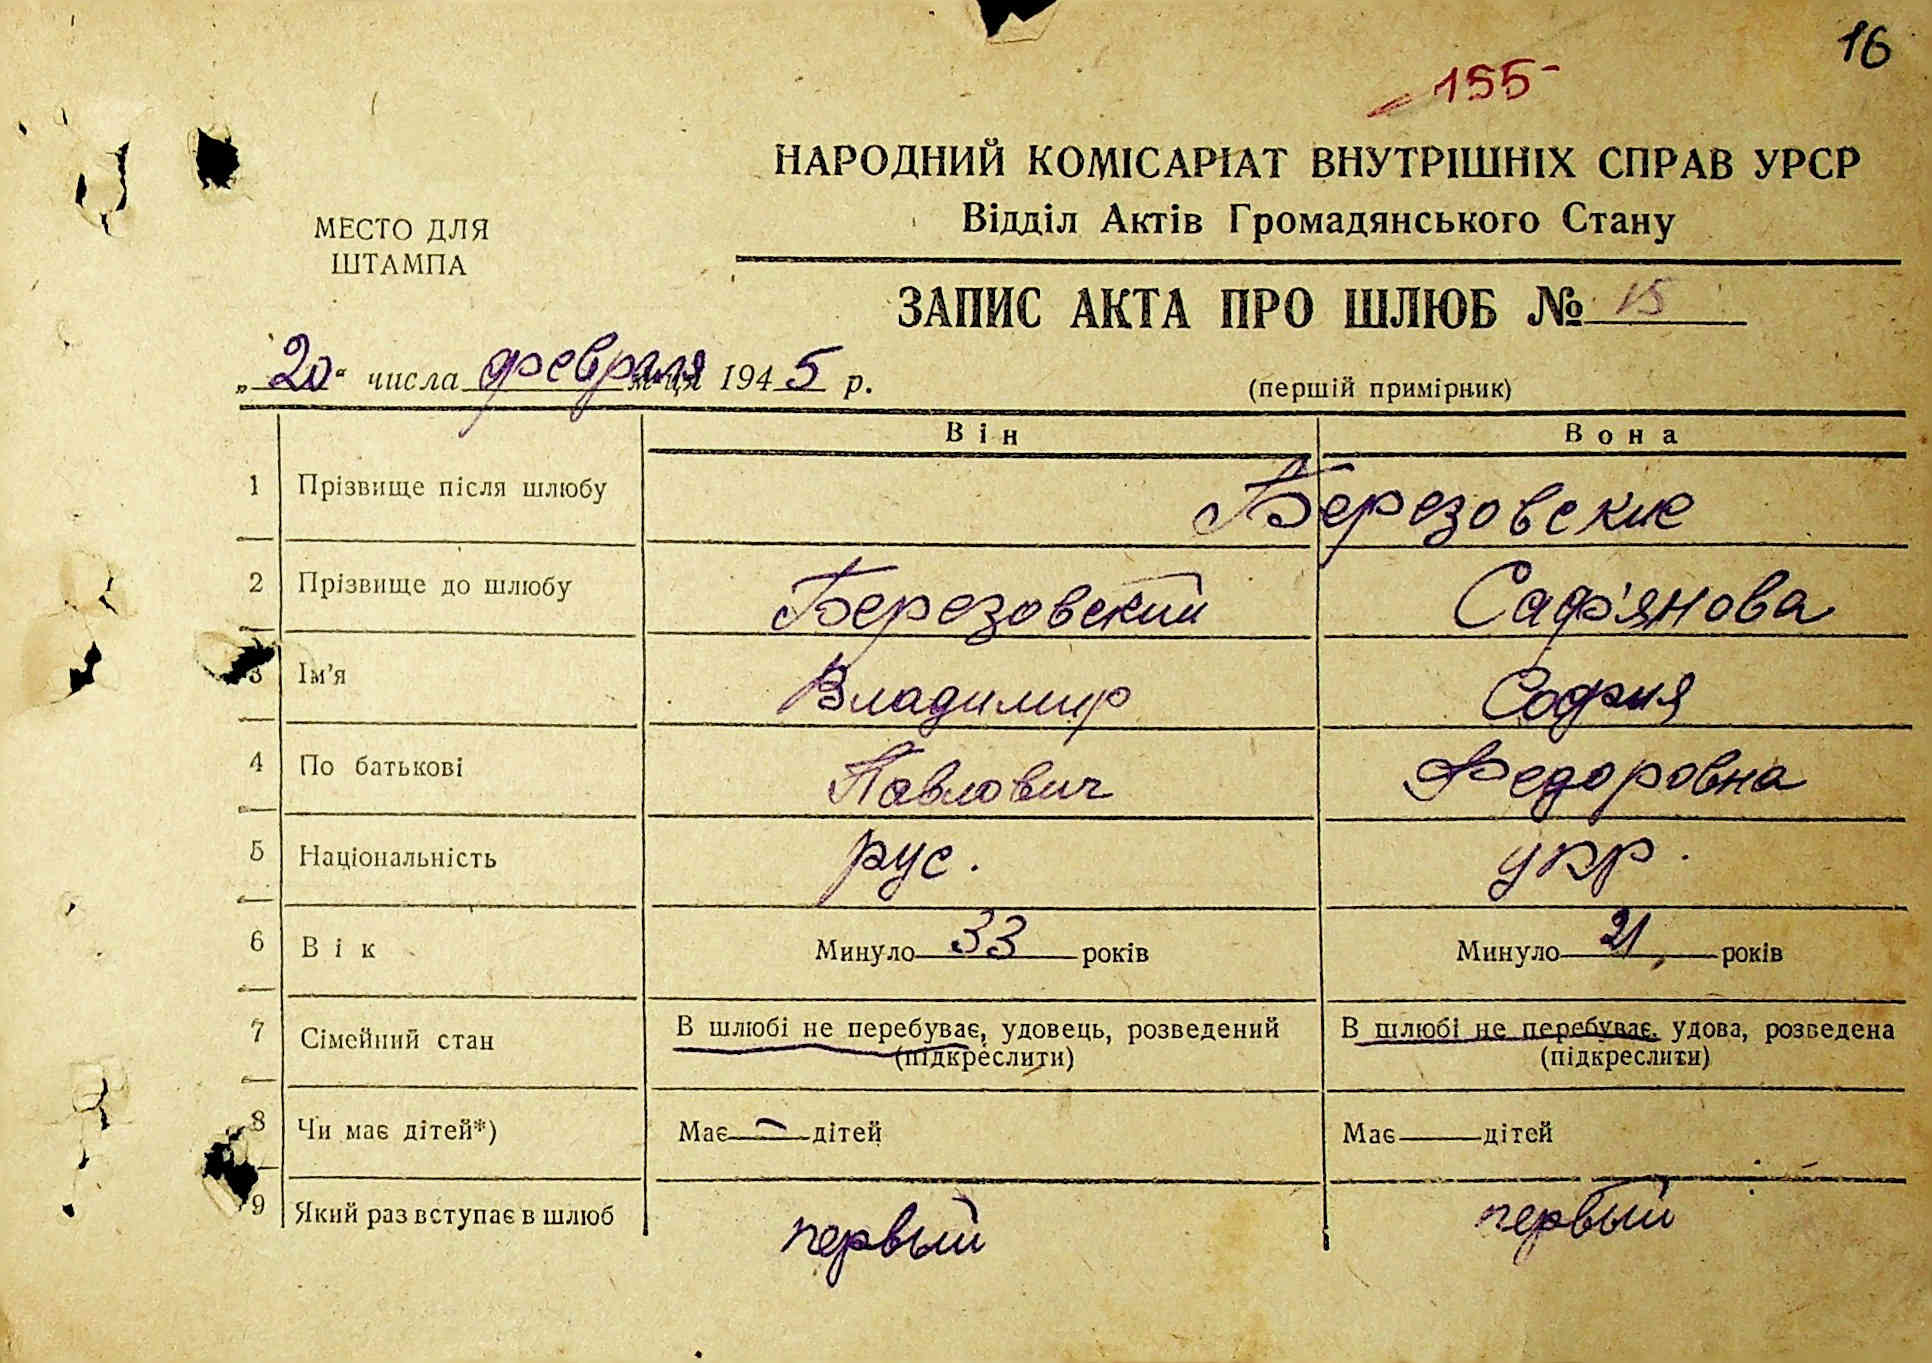 16
155-
НАРОДНИЙ КОМІСАРІАТ ВНУТРІШНІХ СПРАВ УРСР
Відділ Актів Громадянського Стану
МЕСТО ДЛЯ
ШТАМПА
ЗАПИС АКТА ПРО ШЛЮБ № 15
„20“ числа февраля м-ця 1945 р.
(перший примірник)
Він Вона
1 Прізвище після шлюбу Березовские
2 Прізвище до шлюбу Березовский Саф'янова
3 Ім'я Владимир София
4 По батькові Павлович Федоровна
5 Національність рус. укр.
6 Вік Минуло 33 років Минуло 21 років
7 Сімейний стан В шлюбі не перебуває, удовець, розведений В шлюбі не перебуває, удова, розведена
(підкреслити) (підкреслити)
8 Чи має дітей*) Має — дітей Має — дітей
9 Який раз вступає в шлюб первый первый